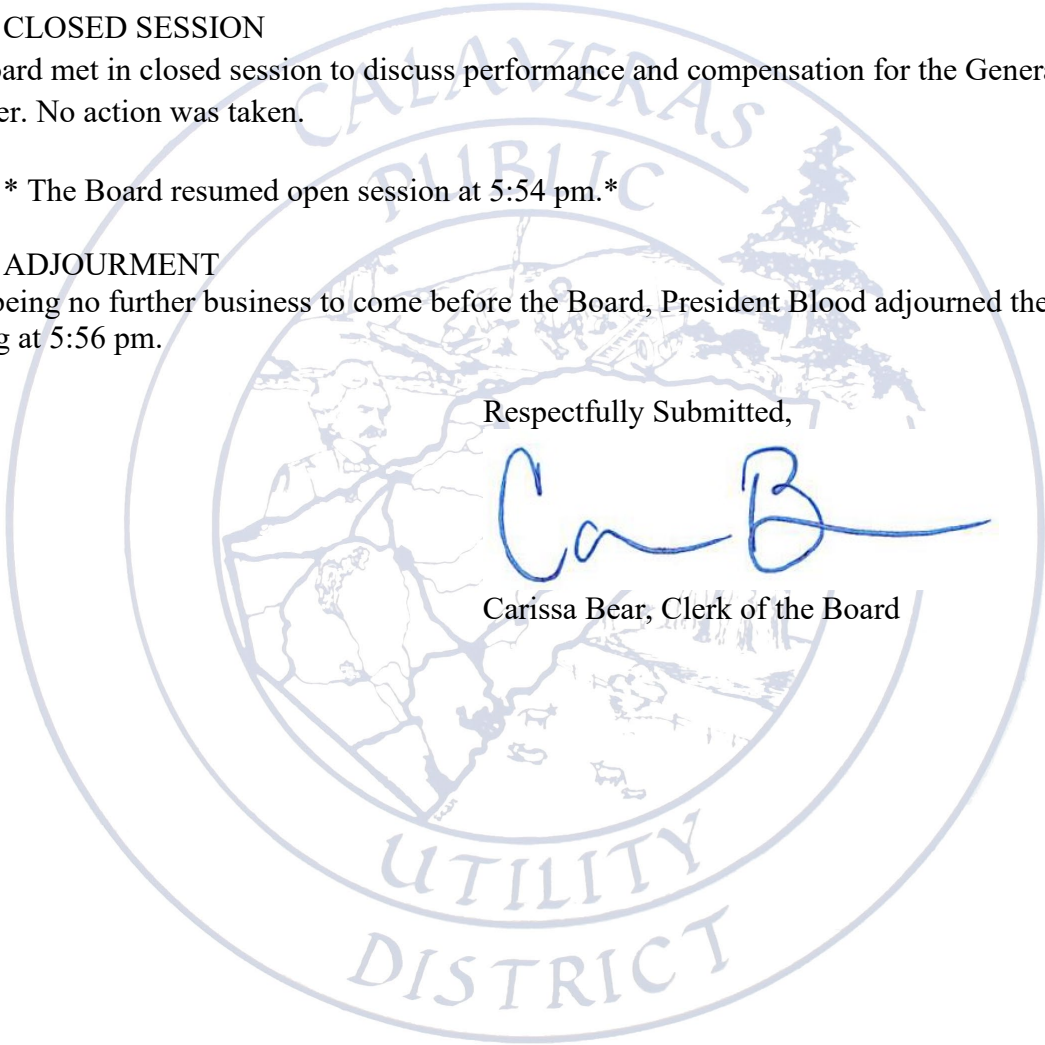 CLOSED SESSION
ard met in closed session to discuss performance and compensation for the Genera
er. No action was taken.
* The Board resumed open session at 5:54 pm.*
ADJOURMENT
being no further business to come before the Board, President Blood adjourned the
g at 5:56 pm.
Respectfully Submitted,
Ca B
Carissa Bear, Clerk of the Board
CALAVERAS
PUBLIC
UTILITY
DISTRICT